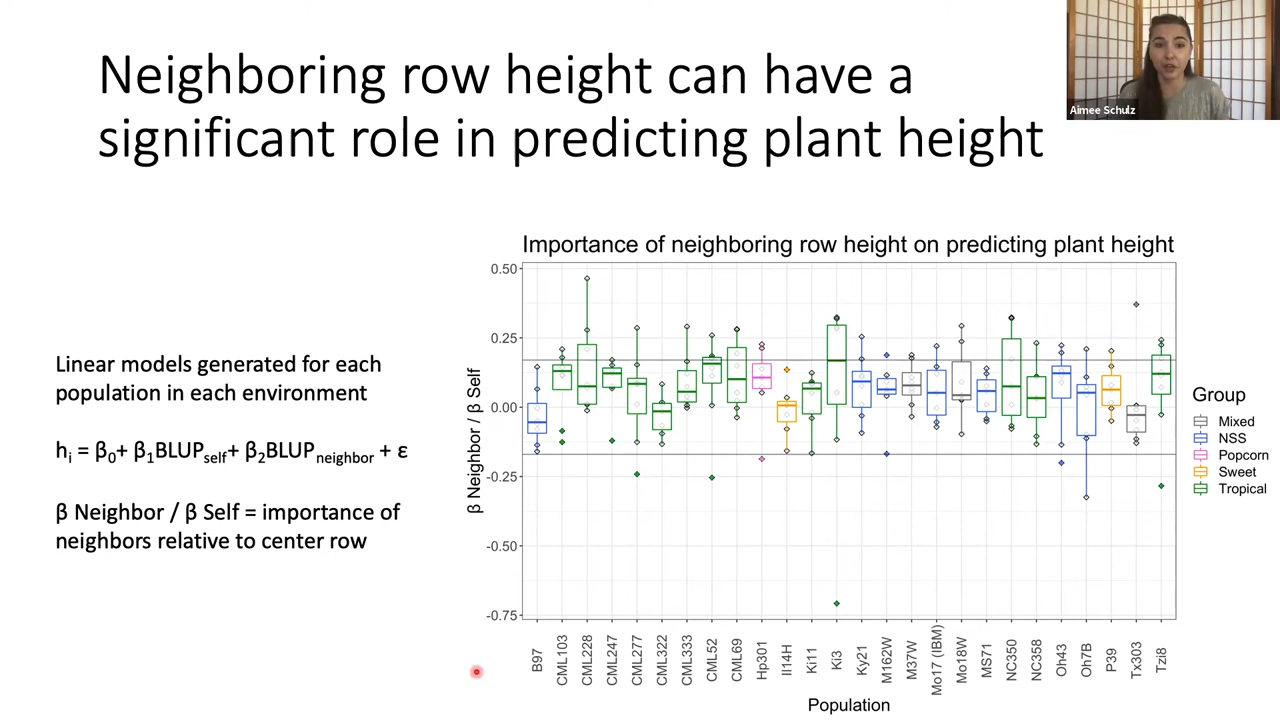 Neighboring row height can have a
significant role in predicting plant height
Aimee Schulz
Linear models generated for each
population in each environment
hᵢ = β₀+ β₁BLUPself+ β₂BLUPneighbor + ε
β Neighbor / β Self = importance of
neighbors relative to center row
Importance of neighboring row height on predicting plant height
β Neighbor / β Self
0.50
0.25
0.00
-0.25
-0.50
-0.75
B97
CML103
CML228
CML247
CML277
CML322
CML333
CML52
CML69
Hp301
Il14H
Ki11
Ki3
Ky21
M162W
M37W
Mo17 (IBM)
Mo18W
MS71
NC350
NC358
Oh43
Oh7B
P39
Tx303
Tzi8
Population
Group
Mixed
NSS
Popcorn
Sweet
Tropical